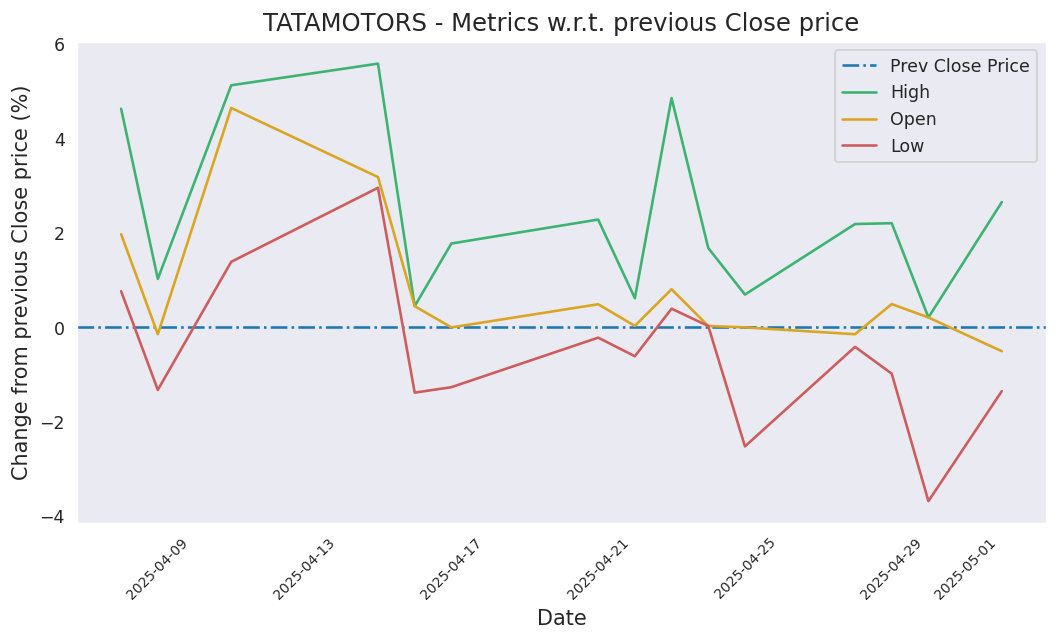 TATAMOTORS - Metrics w.r.t. previous Close price
Change from previous Close price (%)
6
4
2
0
−2
−4
Prev Close Price
High
Open
Low
2025-04-09
2025-04-13
2025-04-17
2025-04-21
2025-04-25
2025-04-29
2025-05-01
Date